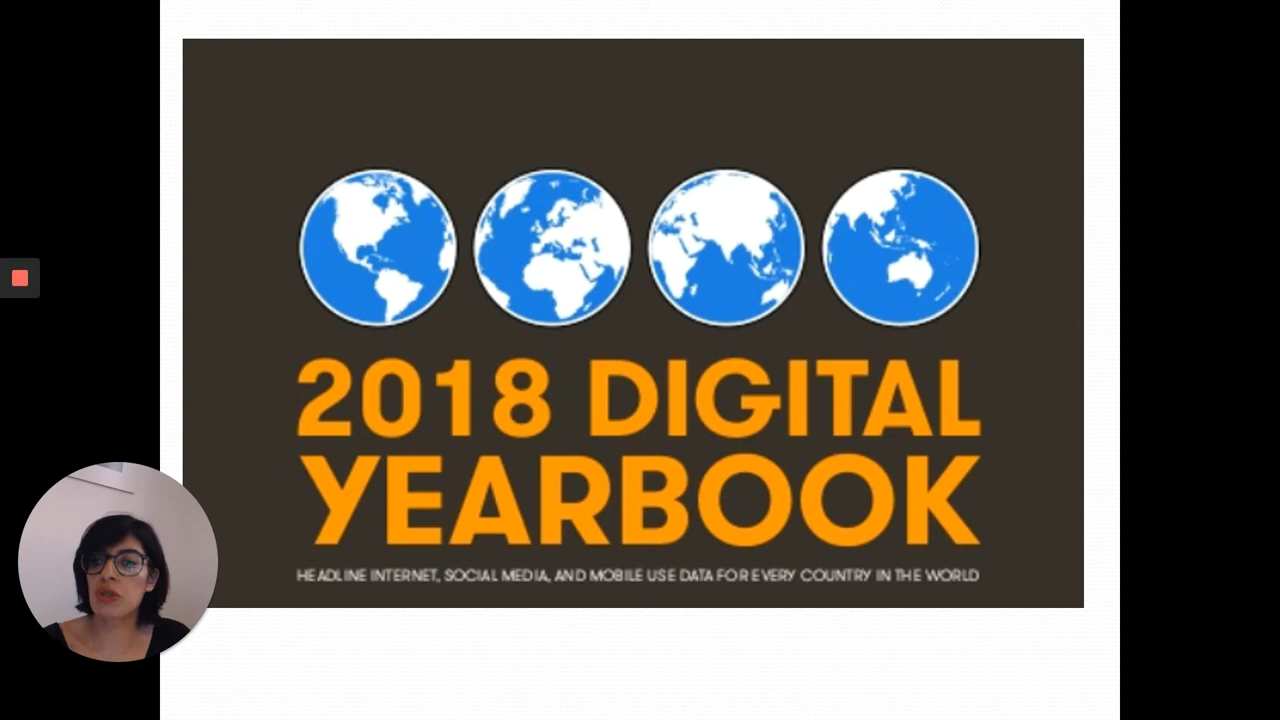 2018 DIGITAL
YEARBOOK
HEADLINE INTERNET, SOCIAL MEDIA, AND MOBILE USE DATA FOR EVERY COUNTRY IN THE WORLD